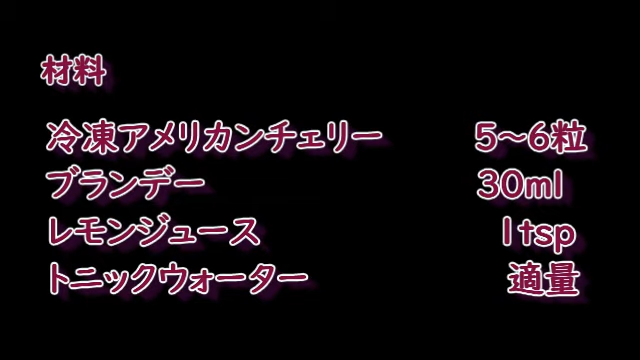 材料
冷凍アメリカンチェリー 5～6粒
ブランデー 30ml
レモンジュース 1tsp
トニックウォーター 適量